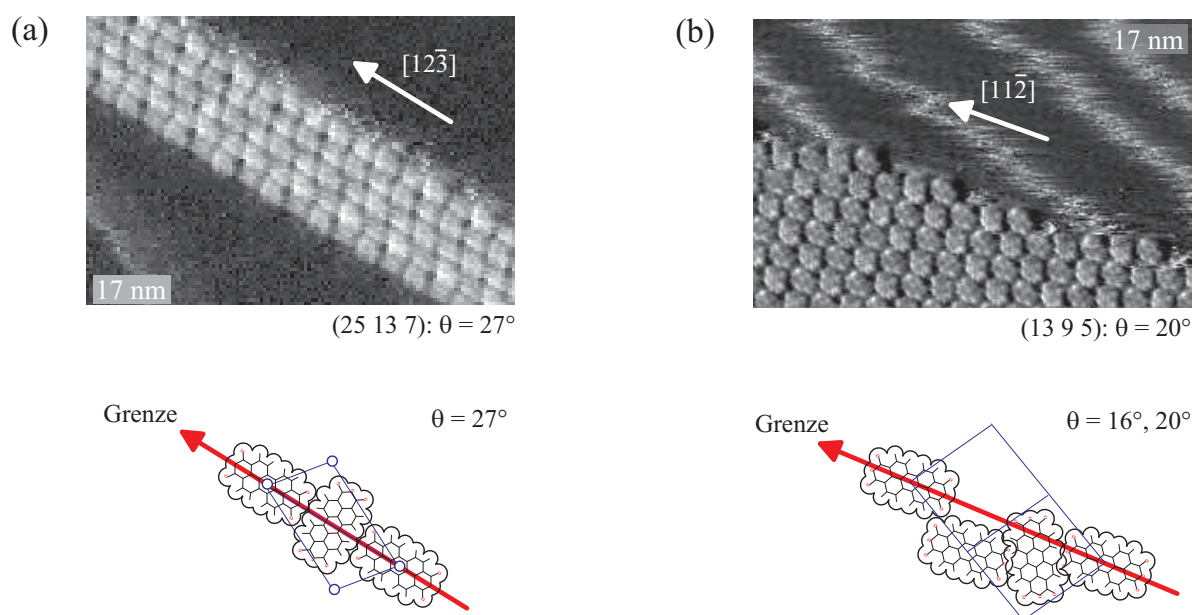 (a)
[123̄]
17 nm
(25 13 7): θ = 27°
Grenze
θ = 27°
(b)
17 nm
[112̄]
(13 9 5): θ = 20°
Grenze
θ = 16°, 20°